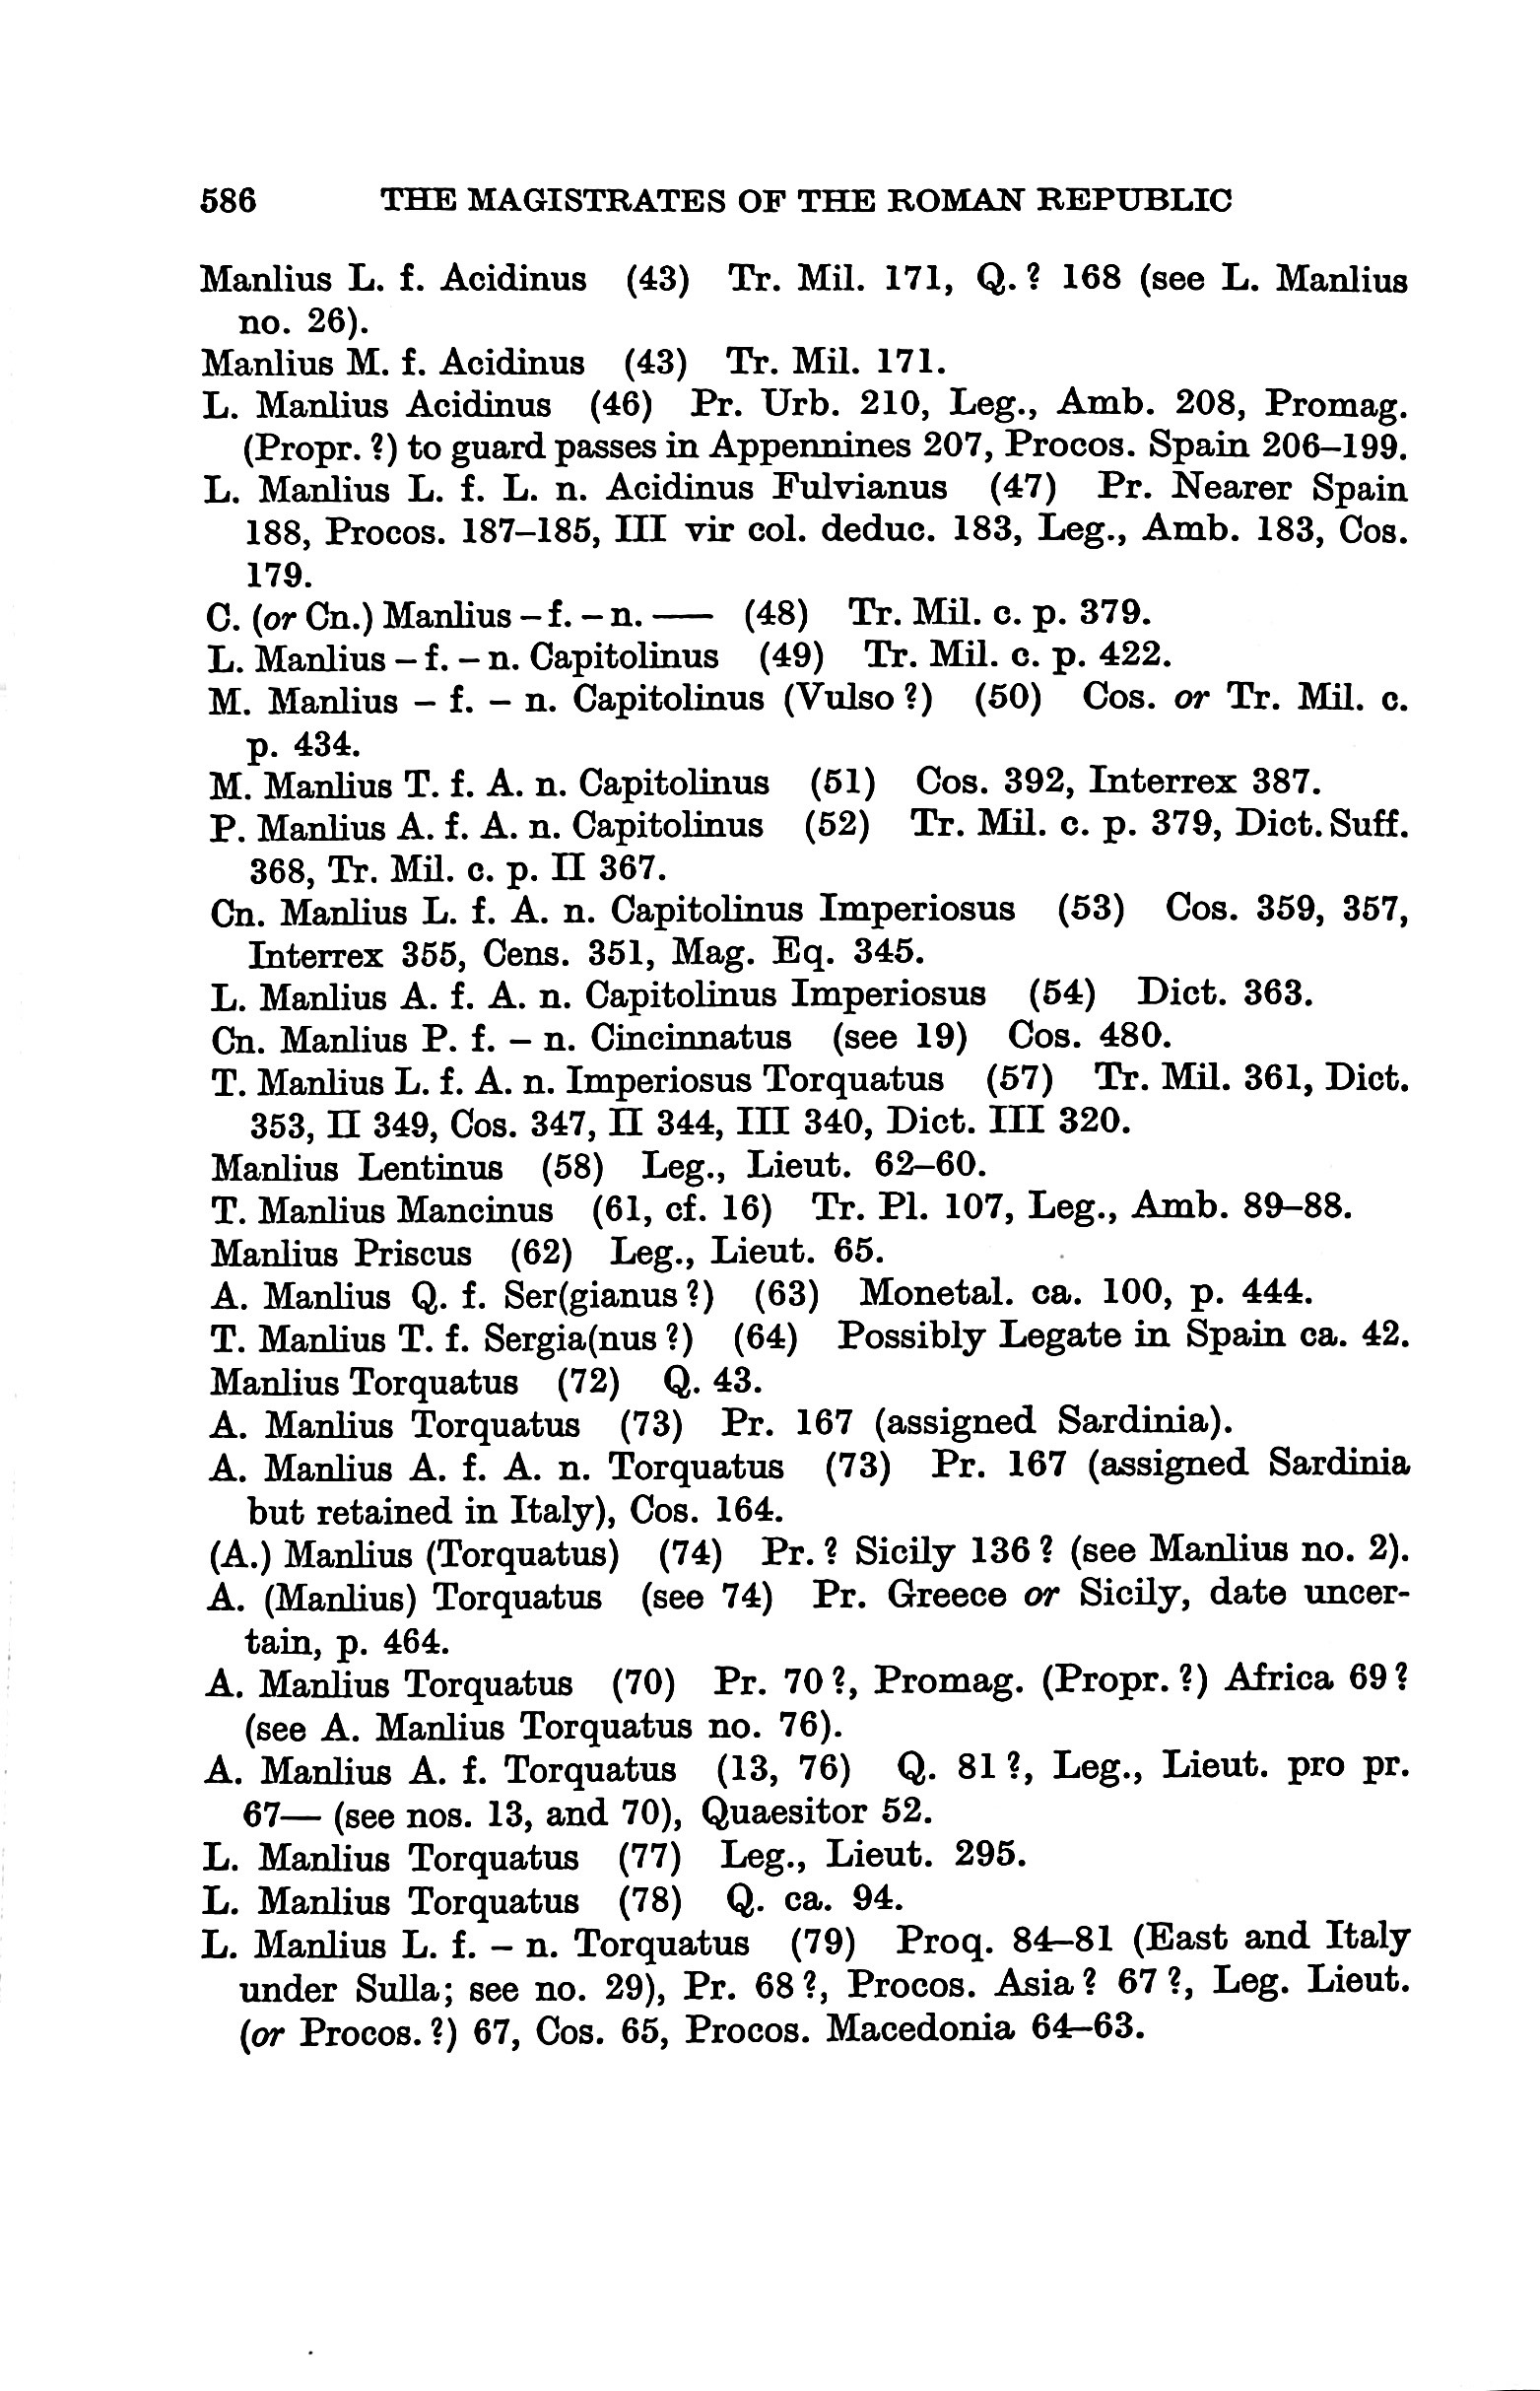 586 THE MAGISTRATES OF THE ROMAN REPUBLIC
Manlius L. f. Acidinus (43) Tr. Mil. 171, Q.? 168 (see L. Manlius
no. 26).
Manlius M. f. Acidinus (43) Tr. Mil. 171.
L. Manlius Acidinus (46) Pr. Urb. 210, Leg., Amb. 208, Promag.
(Propr.?) to guard passes in Appennines 207, Procos. Spain 206–199.
L. Manlius L. f. L. n. Acidinus Fulvianus (47) Pr. Nearer Spain
188, Procos. 187–185, III vir col. deduc. 183, Leg., Amb. 183, Cos.
179.
C. (or Cn.) Manlius – f. – n. —— (48) Tr. Mil. c. p. 379.
L. Manlius – f. – n. Capitolinus (49) Tr. Mil. c. p. 422.
M. Manlius – f. – n. Capitolinus (Vulso?) (50) Cos. or Tr. Mil. c.
p. 434.
M. Manlius T. f. A. n. Capitolinus (51) Cos. 392, Interrex 387.
P. Manlius A. f. A. n. Capitolinus (52) Tr. Mil. c. p. 379, Dict. Suff.
368, Tr. Mil. c. p. II 367.
Cn. Manlius L. f. A. n. Capitolinus Imperiosus (53) Cos. 359, 357,
Interrex 355, Cens. 351, Mag. Eq. 345.
L. Manlius A. f. A. n. Capitolinus Imperiosus (54) Dict. 363.
Cn. Manlius P. f. – n. Cincinnatus (see 19) Cos. 480.
T. Manlius L. f. A. n. Imperiosus Torquatus (57) Tr. Mil. 361, Dict.
353, II 349, Cos. 347, II 344, III 340, Dict. III 320.
Manlius Lentinus (58) Leg., Lieut. 62–60.
T. Manlius Mancinus (61, cf. 16) Tr. Pl. 107, Leg., Amb. 89–88.
Manlius Priscus (62) Leg., Lieut. 65.
A. Manlius Q. f. Ser(gianus?) (63) Monetal. ca. 100, p. 444.
T. Manlius T. f. Sergia(nus?) (64) Possibly Legate in Spain ca. 42.
Manlius Torquatus (72) Q. 43.
A. Manlius Torquatus (73) Pr. 167 (assigned Sardinia).
A. Manlius A. f. A. n. Torquatus (73) Pr. 167 (assigned Sardinia
but retained in Italy), Cos. 164.
(A.) Manlius (Torquatus) (74) Pr.? Sicily 136? (see Manlius no. 2).
A. (Manlius) Torquatus (see 74) Pr. Greece or Sicily, date uncer-
tain, p. 464.
A. Manlius Torquatus (70) Pr. 70?, Promag. (Propr.?) Africa 69?
(see A. Manlius Torquatus no. 76).
A. Manlius A. f. Torquatus (13, 76) Q. 81?, Leg., Lieut. pro pr.
67— (see nos. 13, and 70), Quaesitor 52.
L. Manlius Torquatus (77) Leg., Lieut. 295.
L. Manlius Torquatus (78) Q. ca. 94.
L. Manlius L. f. – n. Torquatus (79) Proq. 84–81 (East and Italy
under Sulla; see no. 29), Pr. 68?, Procos. Asia? 67?, Leg. Lieut.
(or Procos.?) 67, Cos. 65, Procos. Macedonia 64–63.